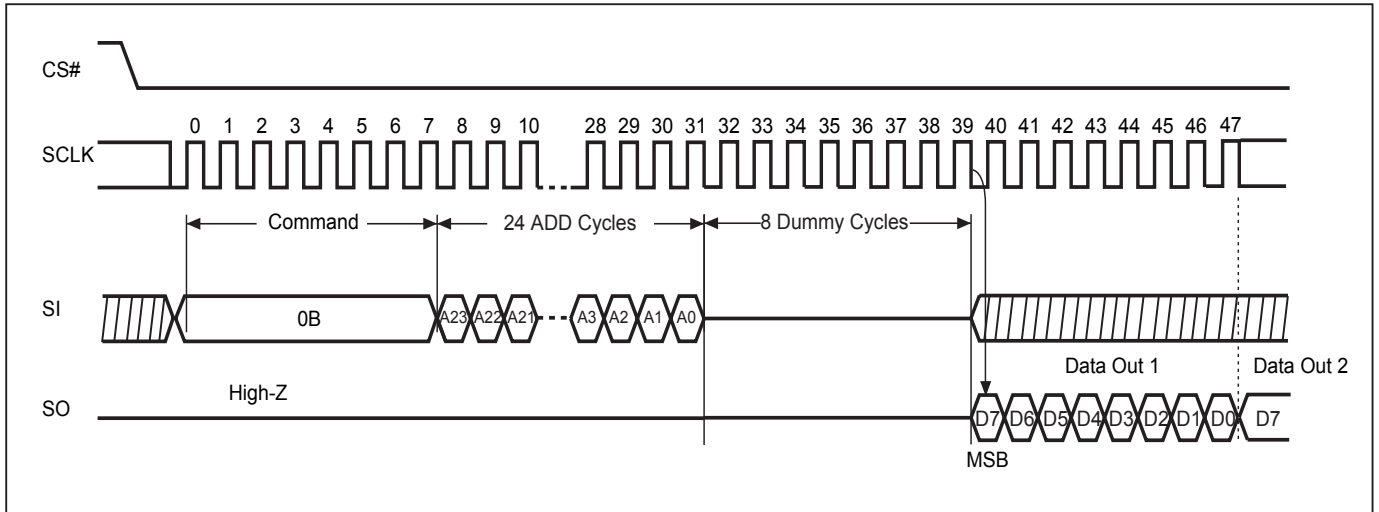 CS#
0 1 2 3 4 5 6 7 8 9 10 28 29 30 31 32 33 34 35 36 37 38 39 40 41 42 43 44 45 46 47
SCLK
Command 24 ADD Cycles 8 Dummy Cycles
SI 0B A23 A22 A21 A3 A2 A1 A0
Data Out 1 Data Out 2
High-Z
SO D7 D6 D5 D4 D3 D2 D1 D0 D7
MSB